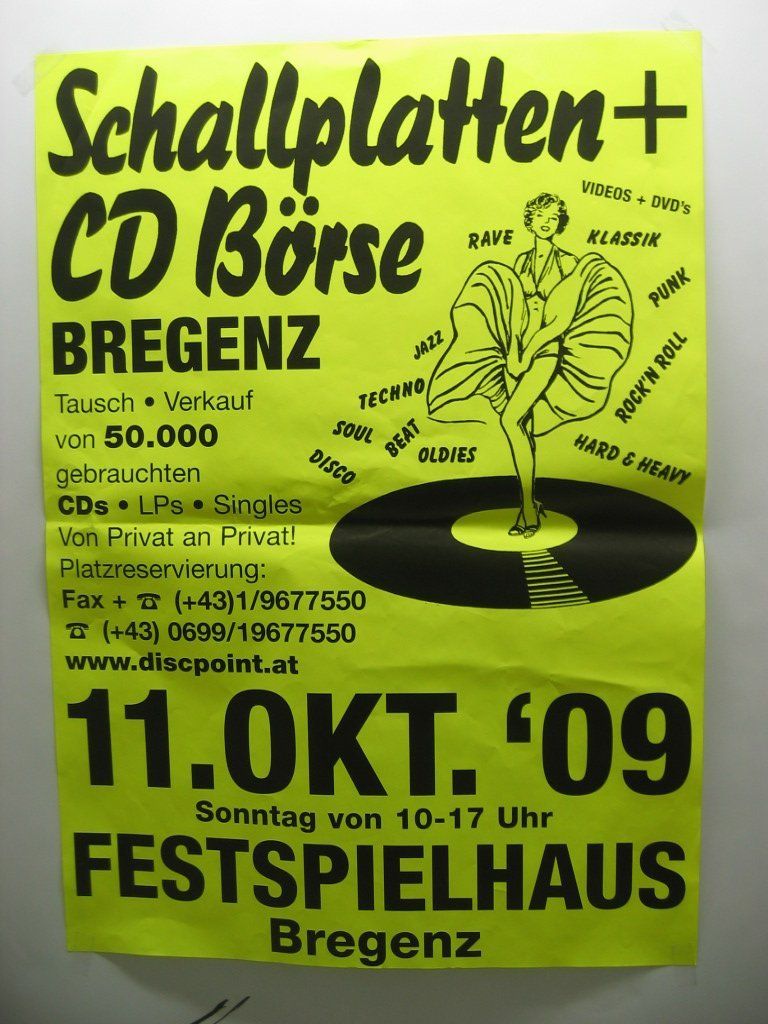 Schallplatten +
CD Börse
BREGENZ
VIDEOS + DVD's
RAVE
KLASSIK
PUNK
JAZZ
ROCK'N ROLL
TECHNO
SOUL
BEAT
OLDIES
DISCO
HARD & HEAVY
Tausch • Verkauf
von 50.000
gebrauchten
CDs • LPs • Singles
Von Privat an Privat!
Platzreservierung:
Fax + ☎ (+43)1/9677550
☎ (+43) 0699/19677550
www.discpoint.at
11.OKT. '09
Sonntag von 10-17 Uhr
FESTSPIELHAUS
Bregenz